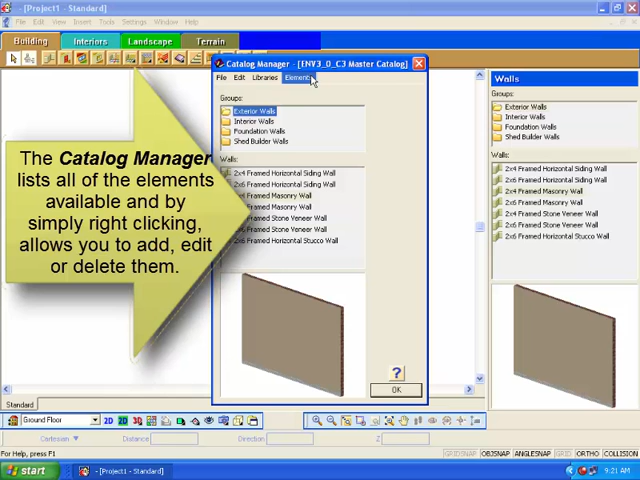 - [Project1 - Standard]
File Edit Insert Tools Settings Window Help
Building Interiors Landscape Terrain
Catalog Manager - [ENV3_0_C3 Master Catalog]
File Edit Libraries Elements
Groups:
Exterior Walls
Interior Walls
Foundation Walls
Shed Builder Walls
Walls:
2x4 Framed Horizontal Siding Wall
2x6 Framed Horizontal Siding Wall
Framed Masonry Wall
Framed Masonry Wall
Framed Stone Veneer Wall
Framed Stone Veneer Wall
2x6 Framed Horizontal Stucco Wall
?
OK
The Catalog Manager
lists all of the elements
available and by
simply right clicking,
allows you to add, edit
or delete them.
Walls
Groups:
Exterior Walls
Interior Walls
Foundation Walls
Shed Builder Walls
Walls:
2x4 Framed Horizontal Siding Wall
2x6 Framed Horizontal Siding Wall
2x4 Framed Masonry Wall
2x6 Framed Masonry Wall
2x4 Framed Stone Veneer Wall
2x6 Framed Stone Veneer Wall
2x6 Framed Horizontal Stucco Wall
Standard
Ground Floor 2D 2D 3D
Cartesian Distance Direction Z
For Help, press F1
GRIDSNAP OBJSNAP ANGLESNAP GRID ORTHO COLLISION
start - [Project1 - Standard] 9:21 AM